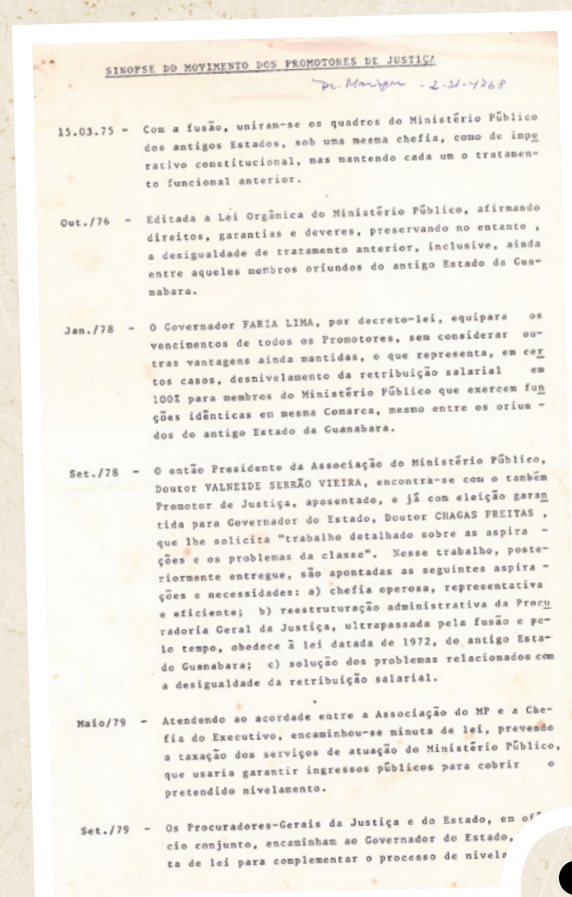 SINOPSE DO MOVIMENTO DOS PROMOTORES DE JUSTIÇA
Dr. - 2-31-4768
15.03.75 - Com a fusão, uniram-se os quadros do Ministério Público
dos antigos Estados, sob uma mesma chefia, como de impe
rativo constitucional, mas mantendo cada um o tratamen-
to funcional anterior.
Out./76 - Editada a Lei Orgânica do Ministério Público, afirmando
direitos, garantias e deveres, preservando no entanto ,
a desigualdade de tratamento anterior, inclusive, ainda
entre aqueles membros oriundos do antigo Estado da Gua-
nabara.
Jan./78 - O Governador FARIA LIMA, por decreto-lei, equipara os
vencimentos de todos os Promotores, sem considerar ou-
tras vantagens ainda mantidas, o que representa, em cer
tos casos, desnivelamento da retribuição salarial em
100% para membros do Ministério Público que exercem fun
ções idênticas em mesma Comarca, mesmo entre os oriun -
dos do antigo Estado da Guanabara.
Set./78 - O então Presidente da Associação do Ministério Público,
Doutor VALNEIDE SERRÃO VIEIRA, encontra-se com o também
Promotor de Justiça, aposentado, e já com eleição garan
tida para Governador do Estado, Doutor CHAGAS FREITAS ,
que lhe solicita "trabalho detalhado sobre as aspira -
ções e os problemas da classe". Nesse trabalho, poste-
riormente entregue, são apontadas as seguintes aspira -
ções e necessidades: a) chefia operosa, representativa
e eficiente; b) reestruturação administrativa da Procu
radoria Geral da Justiça, ultrapassada pela fusão e pe-
lo tempo, obedece à lei datada de 1972, do antigo Esta-
do Guanabara; c) solução dos problemas relacionados com
a desigualdade da retribuição salarial.
Maio/79 - Atendendo ao acordade entre a Associação do MP e a Che-
fia do Executivo, encaminhou-se minuta de lei, prevendo
a taxação dos serviços de atuação do Ministério Público,
que usaria garantir ingressos públicos para cobrir o
pretendido nivelamento.
Set./79 - Os Procuradores-Gerais da Justiça e do Estado, em ofí
cio conjunto, encaminham ao Governador do Estado,
ta de lei para complementar o processo de nivela